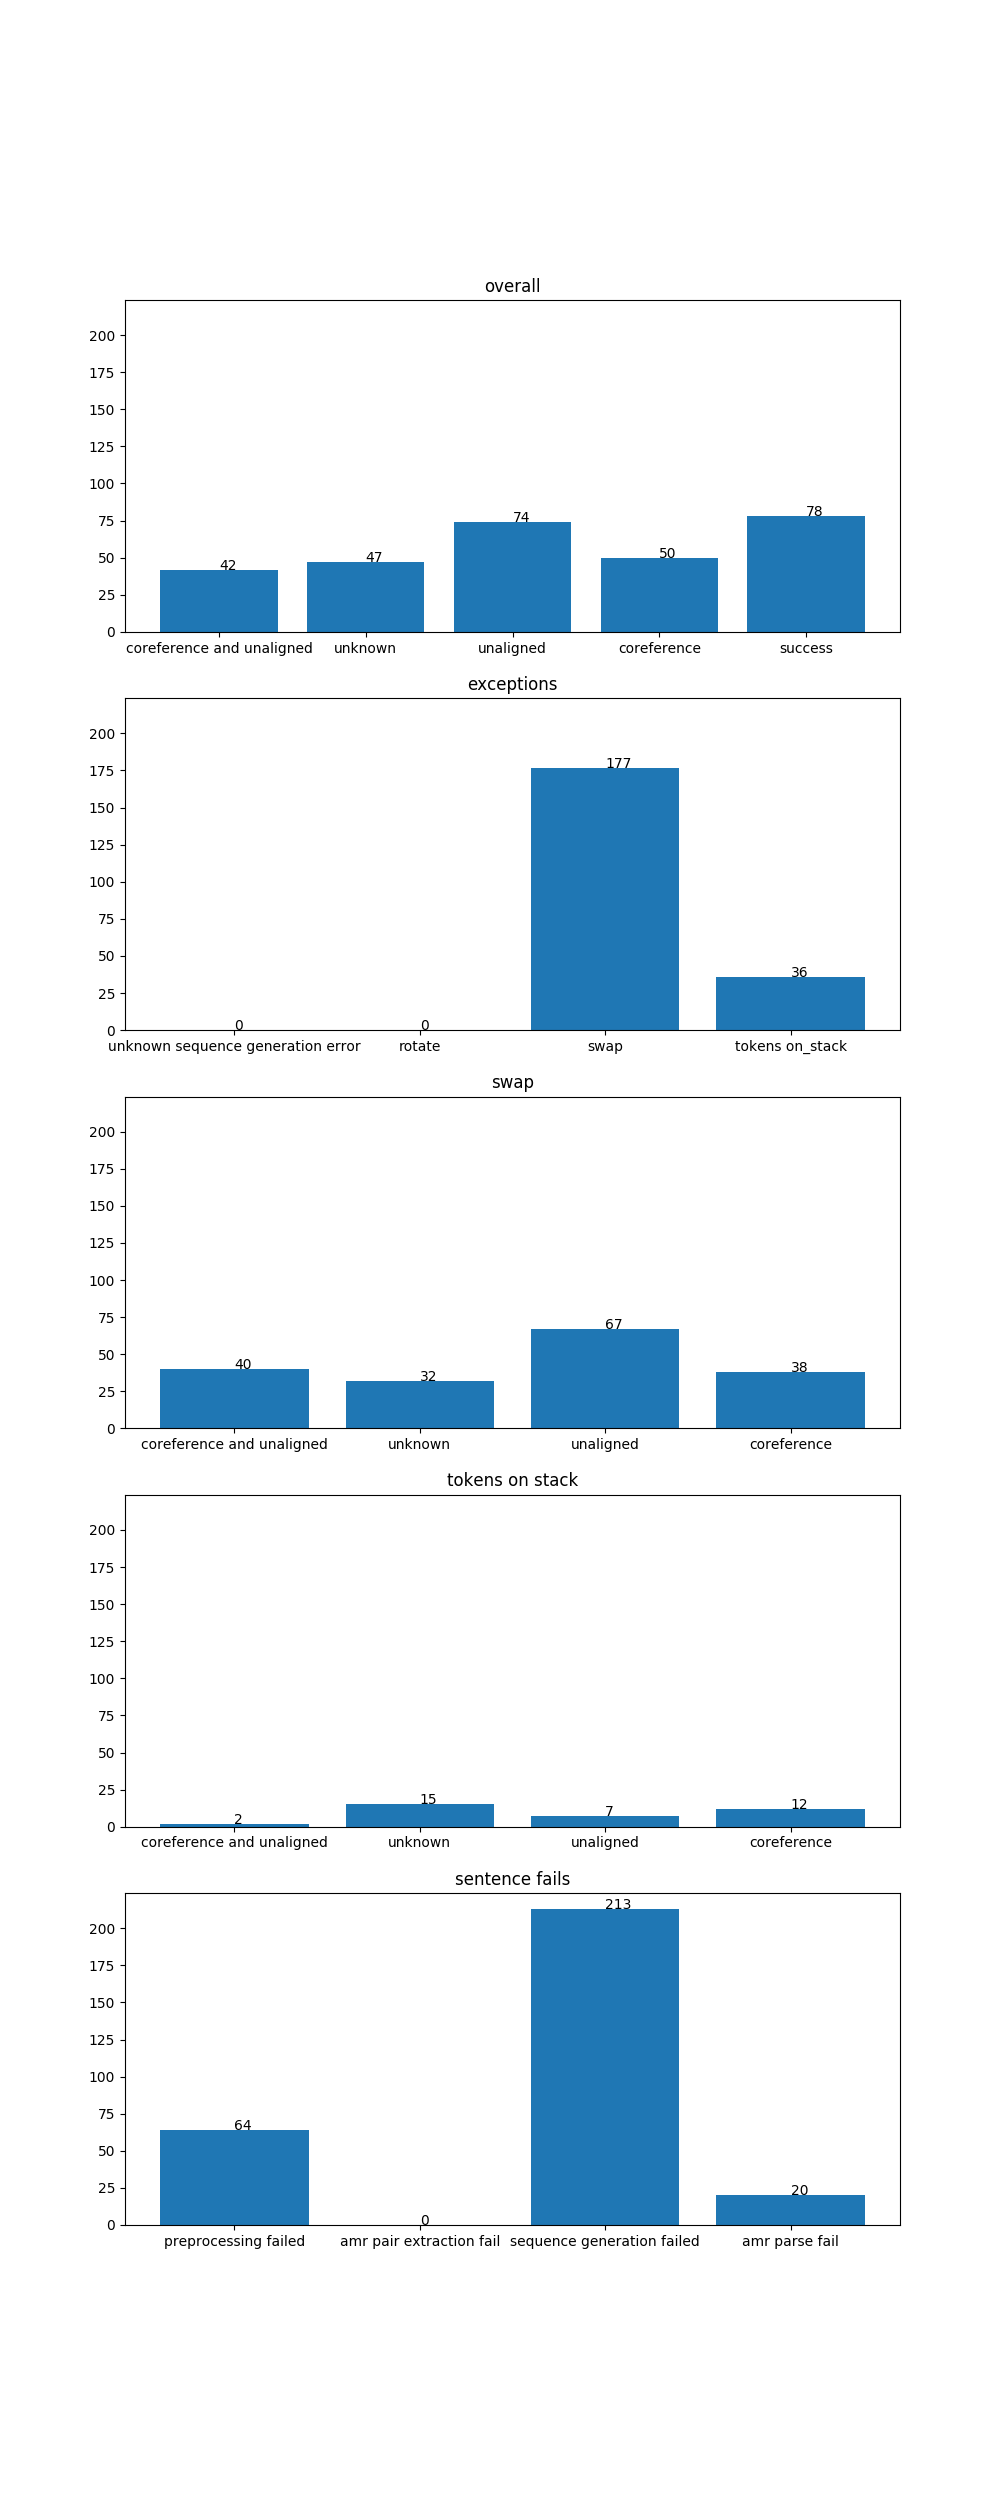 overall
200
175
150
125
100
75
50
25
0
42
47
74
50
78
coreference and unaligned
unknown
unaligned
coreference
success
exceptions
200
175
150
125
100
75
50
25
0
0
0
177
36
unknown sequence generation error
rotate
swap
tokens on_stack
swap
200
175
150
125
100
75
50
25
0
40
32
67
38
coreference and unaligned
unknown
unaligned
coreference
tokens on stack
200
175
150
125
100
75
50
25
0
2
15
7
12
coreference and unaligned
unknown
unaligned
coreference
sentence fails
200
175
150
125
100
75
50
25
0
64
0
213
20
preprocessing failed
amr pair extraction fail
sequence generation failed
amr parse fail